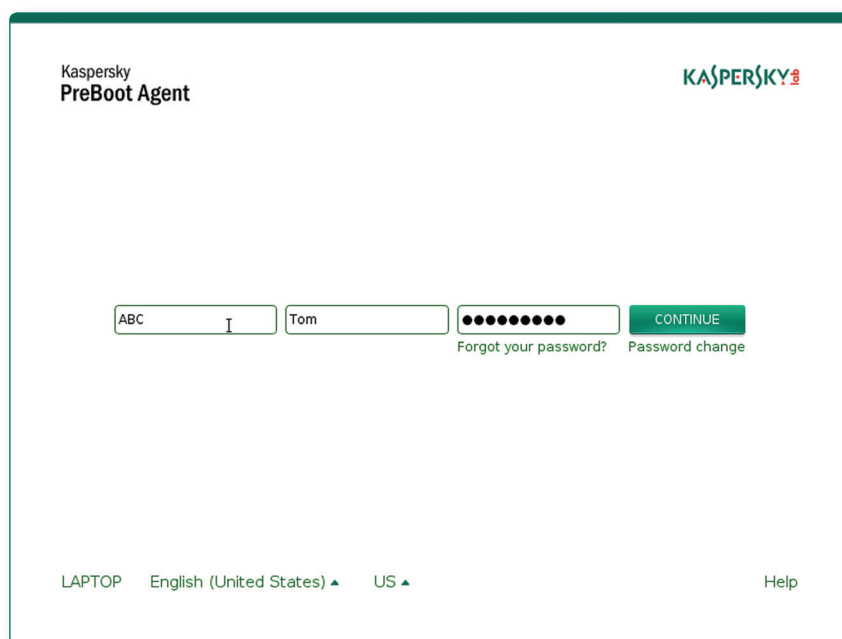 Kaspersky
PreBoot Agent
KASPERSKY lab
ABC Tom ●●●●●●●●● CONTINUE
Forgot your password? Password change
LAPTOP English (United States) US Help